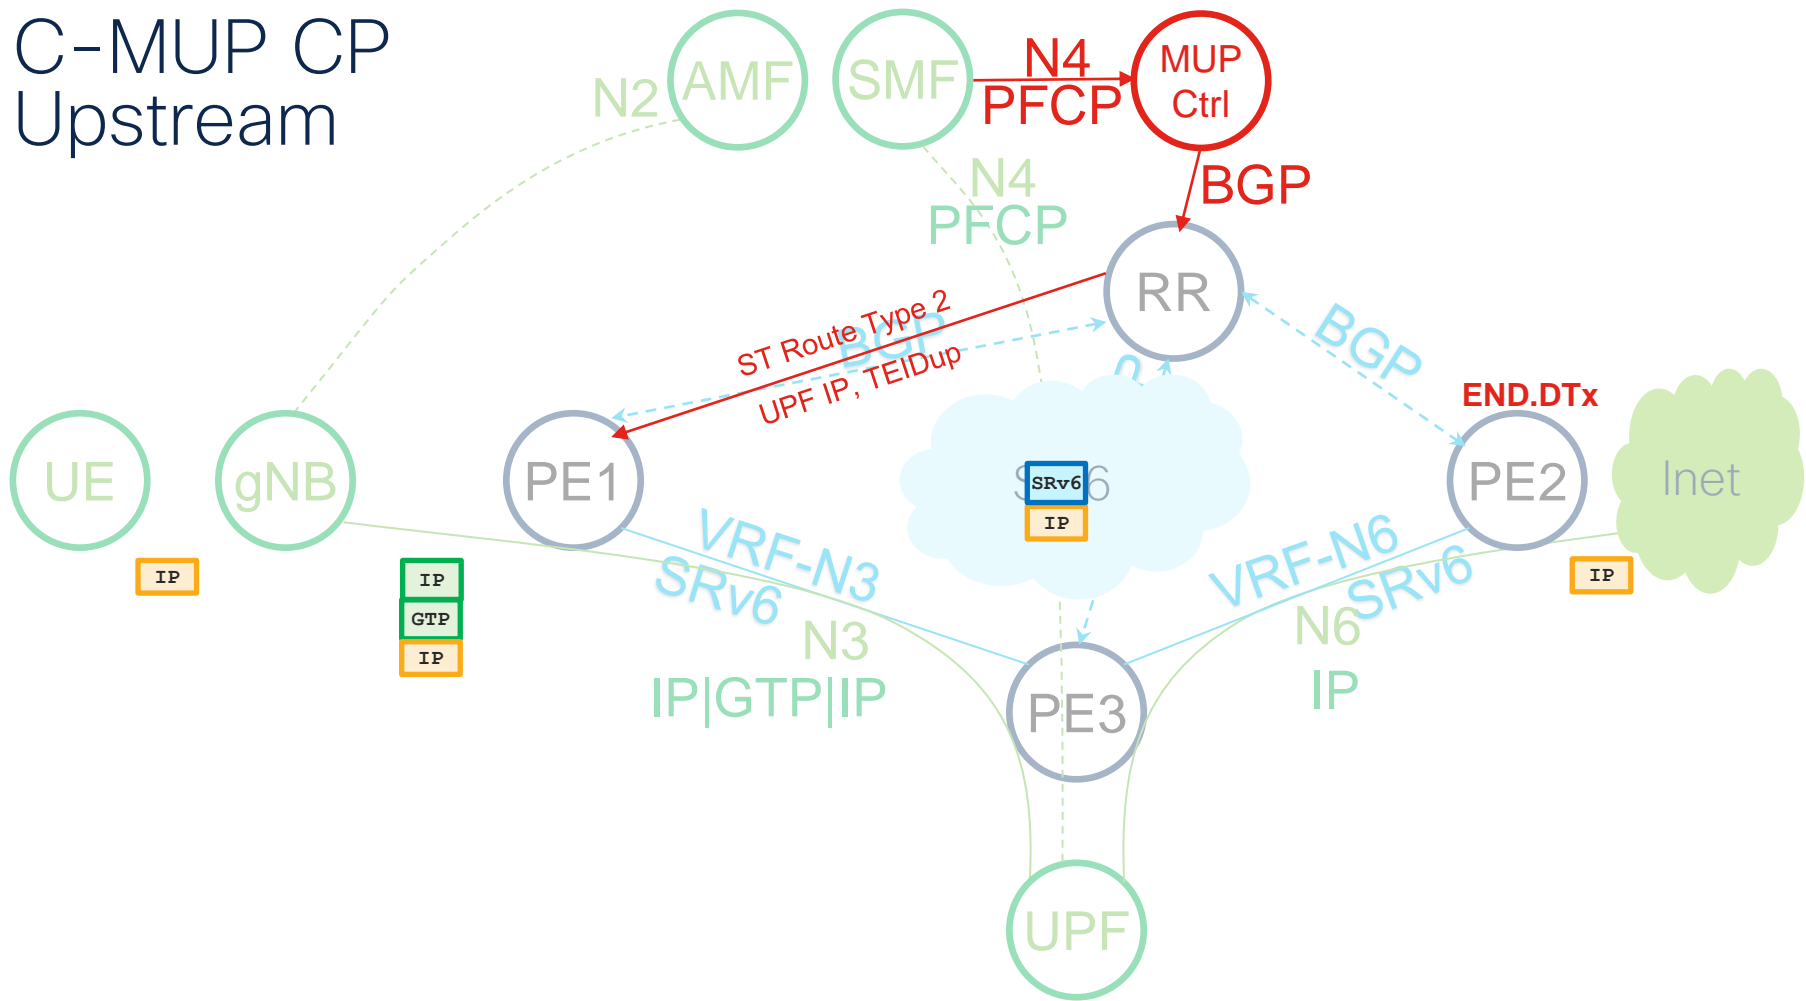 C-MUP CP
Upstream
N2
AMF
SMF
N4
PFCP
MUP
Ctrl
N4
PFCP
BGP
RR
ST Route Type 2
BGP
UPF IP, TEIDup
BGP
END.DTx
UE
gNB
PE1
SRv6
IP
PE2
Inet
IP
IP
GTP
IP
VRF-N3
SRv6
VRF-N6
SRv6
IP
N3
IP|GTP|IP
N6
IP
PE3
UPF